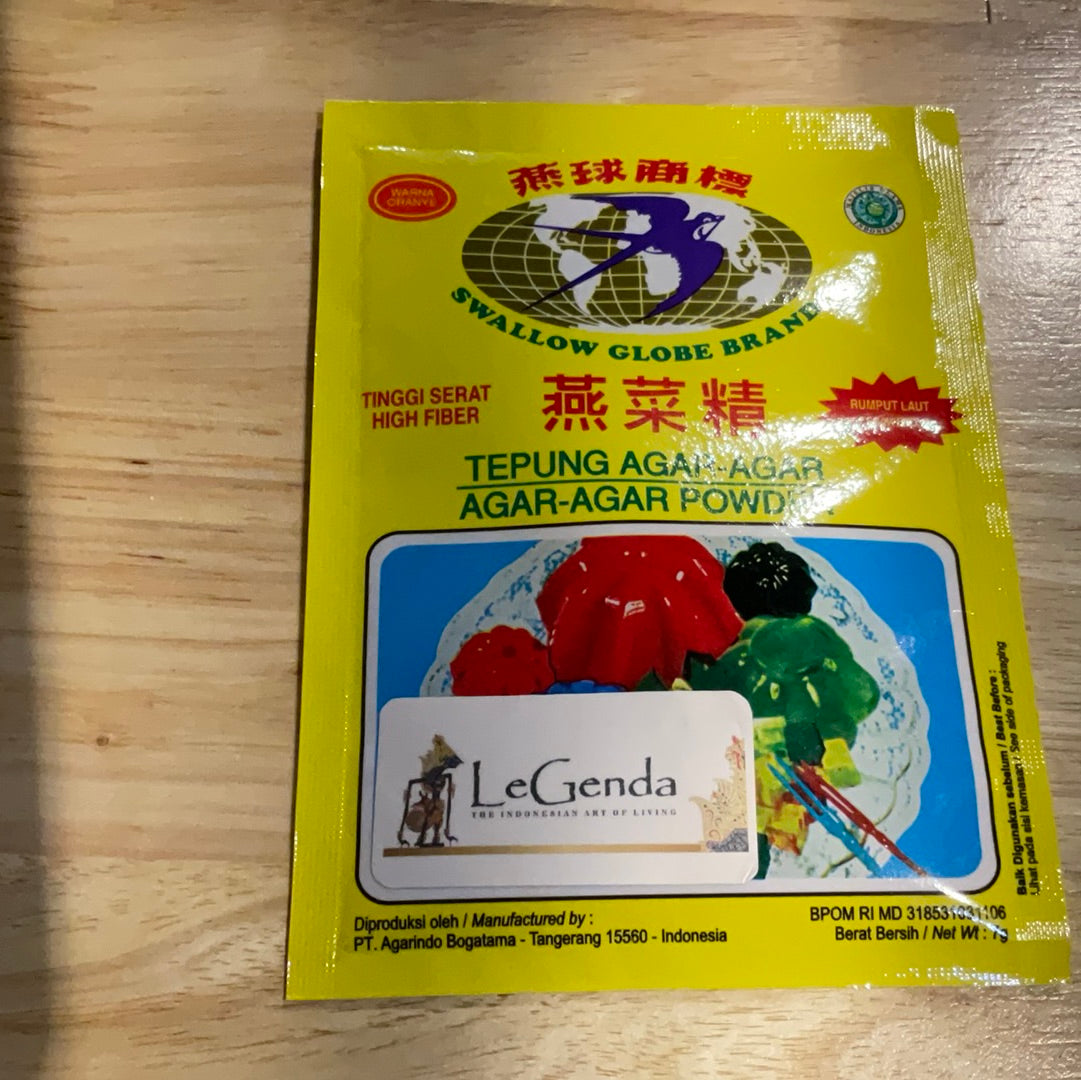 燕球商標
WARNA
ORANYE
SWALLOW GLOBE BRAND
TINGGI SERAT
HIGH FIBER
燕菜精
RUMPUT LAUT
TEPUNG AGAR-AGAR
AGAR-AGAR POWDER
LeGenda
THE INDONESIAN ART OF LIVING
Baik Digunakan sebelum / Best Before :
Lihat pada sisi kemasan / See side of packaging
Diproduksi oleh / Manufactured by :
PT. Agarindo Bogatama - Tangerang 15560 - Indonesia
BPOM RI MD 318531031106
Berat Bersih / Net Wt : 7g